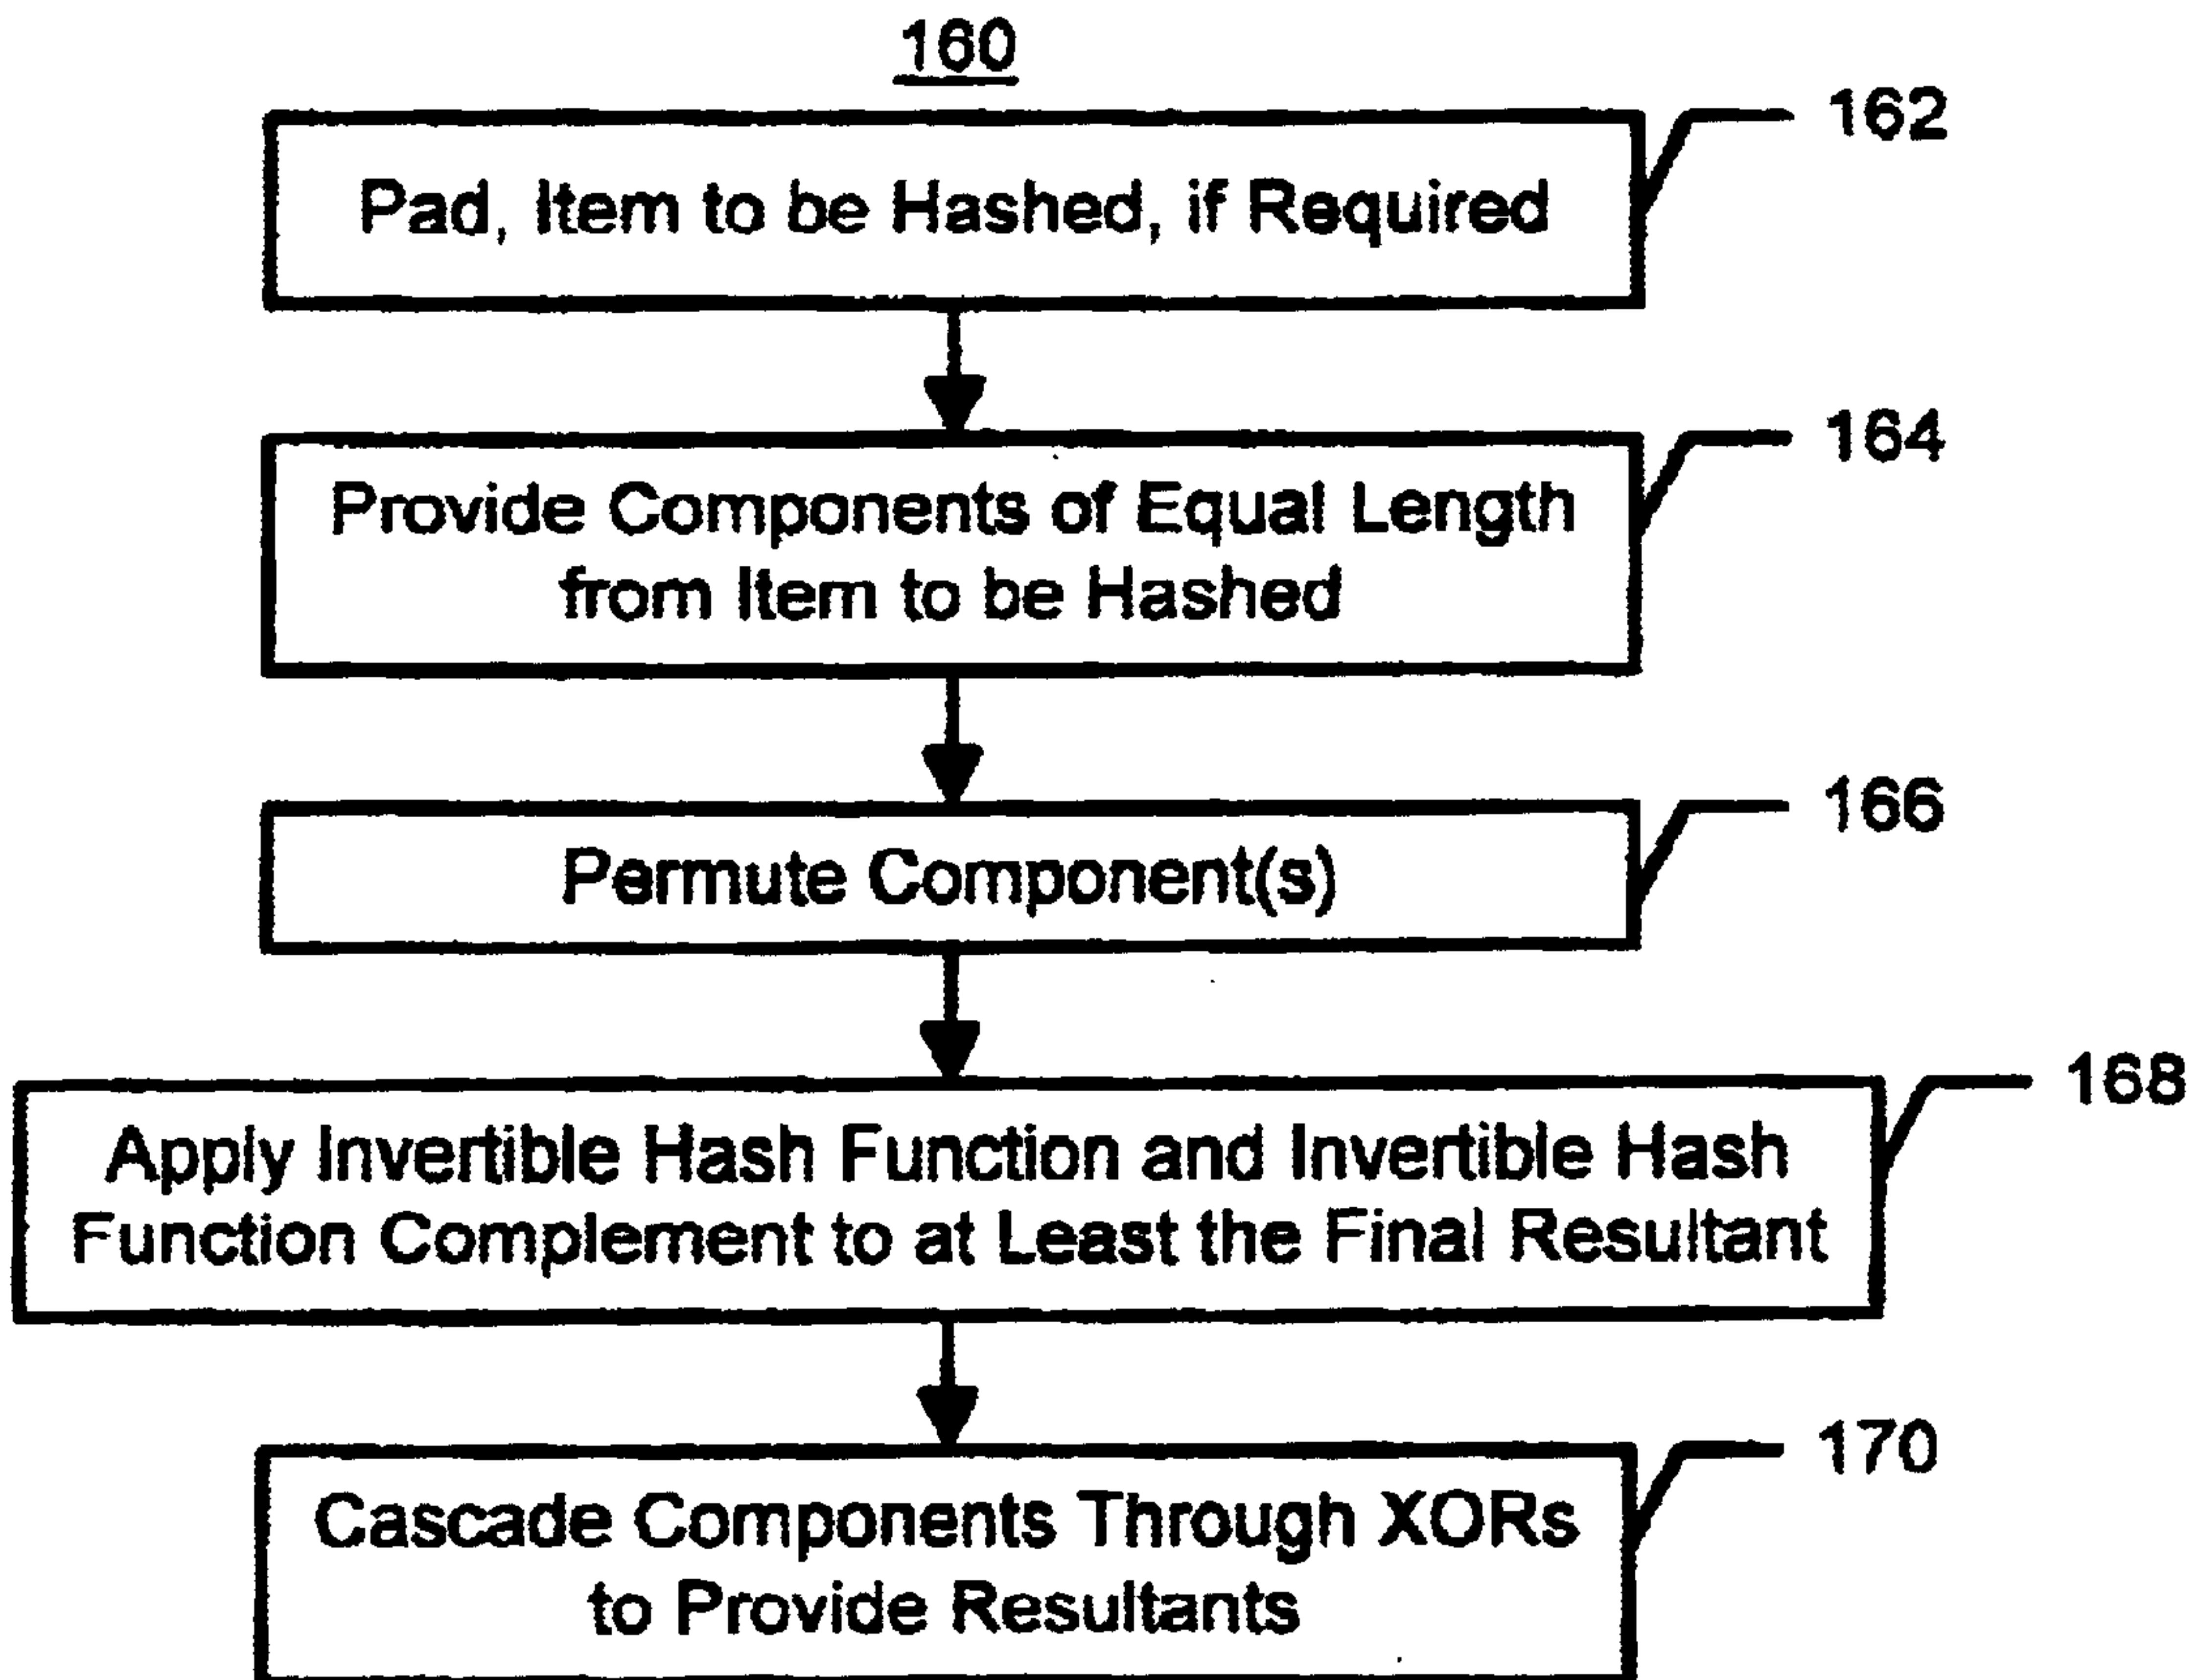 160
162
Pad, Item to be Hashed, if Required
164
Provide Components of Equal Length
from Item to be Hashed
166
Permute Component(s)
168
Apply Invertible Hash Function and Invertible Hash
Function Complement to at Least the Final Resultant
170
Cascade Components Through XORs
to Provide Resultants